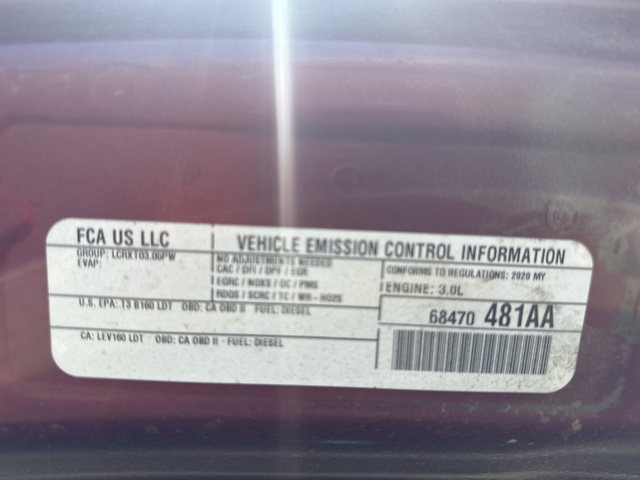 FCA US LLC
VEHICLE EMISSION CONTROL INFORMATION
GROUP: LCRXT03.05PW
EVAP:
NO ADJUSTMENTS NEEDED
CAC / DFI / DPF / EGR
EGRC / NOXS / OC / PMS
RDQS / SCRC / TC / WR-HO2S
CONFORMS TO REGULATIONS: 2020 MY
ENGINE: 3.0L
U.S. EPA: T3 B160 LDT OBD: CA OBD II FUEL: DIESEL
68470 481AA
CA: LEV160 LDT OBD: CA OBD II FUEL: DIESEL